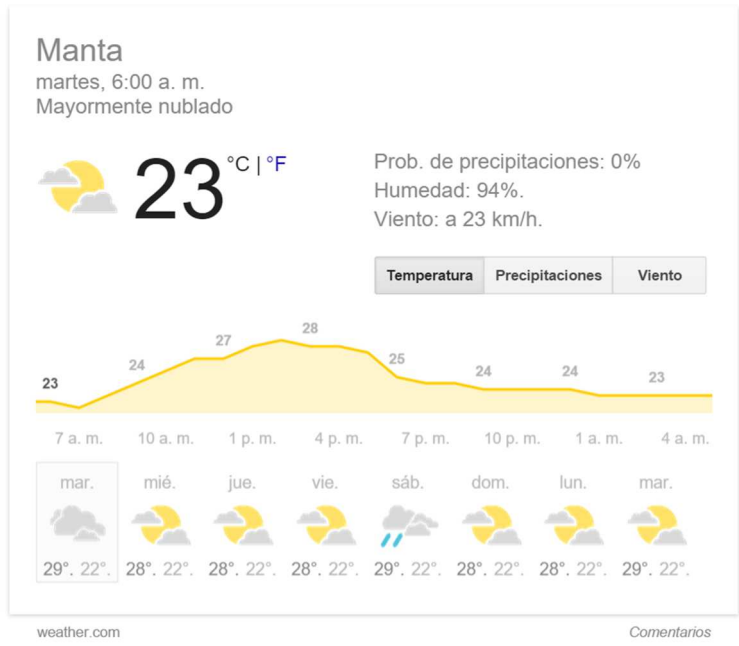 Manta
martes, 6:00 a. m.
Mayormente nublado
23 °C | °F
Prob. de precipitaciones: 0%
Humedad: 94%.
Viento: a 23 km/h.
Temperatura Precipitaciones Viento
23 24 27 28 25 24 24 23
7 a. m. 10 a. m. 1 p. m. 4 p. m. 7 p. m. 10 p. m. 1 a. m. 4 a. m.
mar. mié. jue. vie. sáb. dom. lun. mar.
29°. 22°. 28°. 22°. 28°. 22°. 28°. 22°. 29°. 22°. 28°. 22°. 28°. 22°. 29°. 22°.
weather.com Comentarios